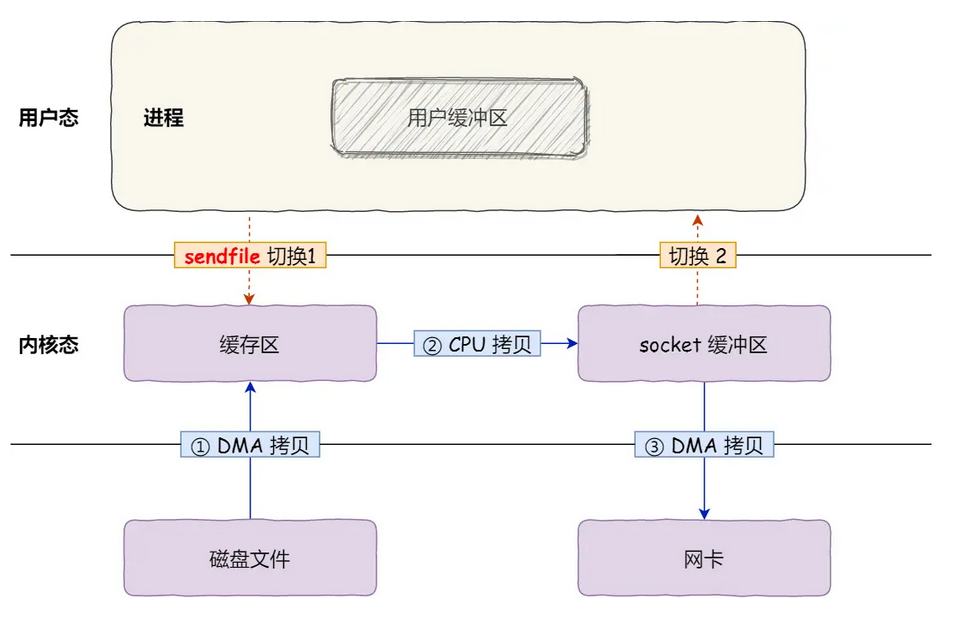 用户态
进程
用户缓冲区
sendfile 切换1
切换 2
内核态
缓存区
② CPU 拷贝
socket 缓冲区
① DMA 拷贝
③ DMA 拷贝
磁盘文件
网卡